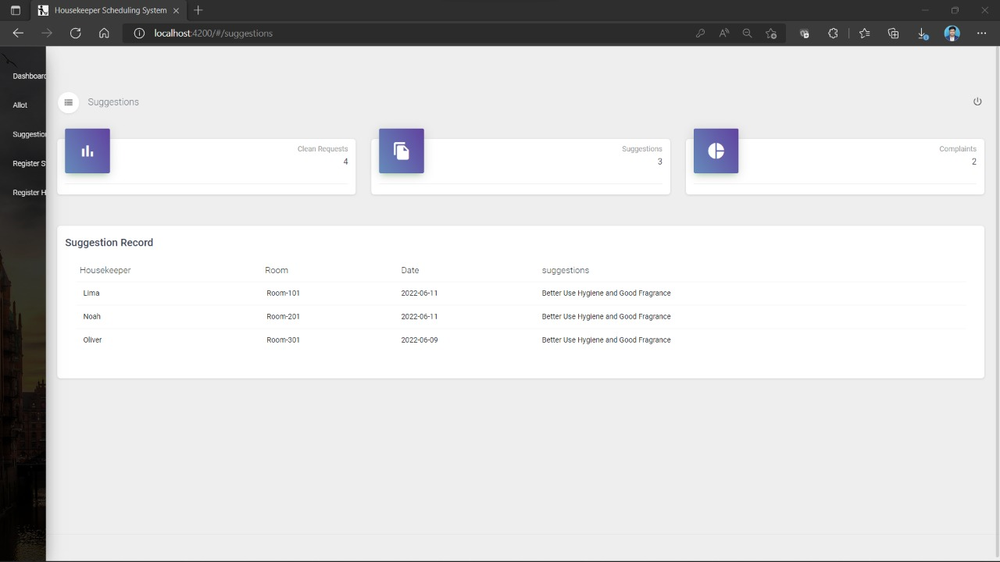 Housekeeper Scheduling System
localhost:4200/#/suggestions
Dashboard
Allot
Suggestion
Register S
Register H
Suggestions
Clean Requests
4
Suggestions
3
Complaints
2
Suggestion Record
Housekeeper Room Date suggestions
Lima Room-101 2022-06-11 Better Use Hygiene and Good Fragrance
Noah Room-201 2022-06-11 Better Use Hygiene and Good Fragrance
Oliver Room-301 2022-06-09 Better Use Hygiene and Good Fragrance